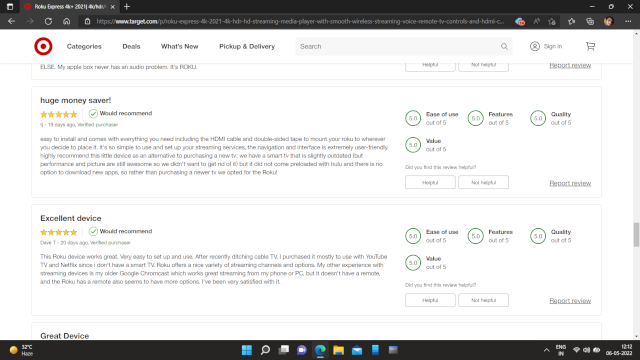 Roku Express 4K+ 2021| 4k/hdr/h
https://www.target.com/p/roku-express-4k-2021-4k-hdr-hd-streaming-media-player-with-smooth-wireless-streaming-voice-remote-tv-controls-and-hdmi-c...
Categories Deals What's New Pickup & Delivery Search Sign in
ELSE. My apple box never has an audio problem. It's ROKU.
Helpful Not helpful Report review
huge money saver!
Would recommend
lj - 19 days ago, Verified purchaser
easy to install and comes with everything you need including the HDMI cable and double-sided tape to mount your roku to wherever
you decide to place it. it's so simple to use and set up your streaming services, the navigation and interface is extremely user-friendly
highly recommend this little device as an alternative to purchasing a new tv. we have a smart tv that is slightly outdated (but
performance and picture are still awesome so we didn't want to get rid of it) but it did not come preloaded with hulu and there is no
option to download new apps, so rather than purchasing a newer tv we opted for the Roku!
5.0 Ease of use out of 5
5.0 Features out of 5
5.0 Quality out of 5
5.0 Value out of 5
Did you find this review helpful?
Helpful Not helpful Report review
Excellent device
Would recommend
Dave T - 20 days ago, Verified purchaser
This Roku device works great. Very easy to set up and use. After recently ditching cable TV. I purchased it mostly to use with YouTube
TV and Netflix since i don't have a smart TV. Roku offers a nice variety of streaming channels and options. My other experience with
streaming devices is my older Google Chromcast which works great streaming from my phone or PC, but it doesn't have a remote,
and the Roku has a remote also seems to have more options. I've been very satisfied with it.
5.0 Ease of use out of 5
5.0 Features out of 5
5.0 Quality out of 5
5.0 Value out of 5
Did you find this review helpful?
Helpful Not helpful Report review
Great Device
32°C
Haze
ENG
IN
12:12
06-05-2022